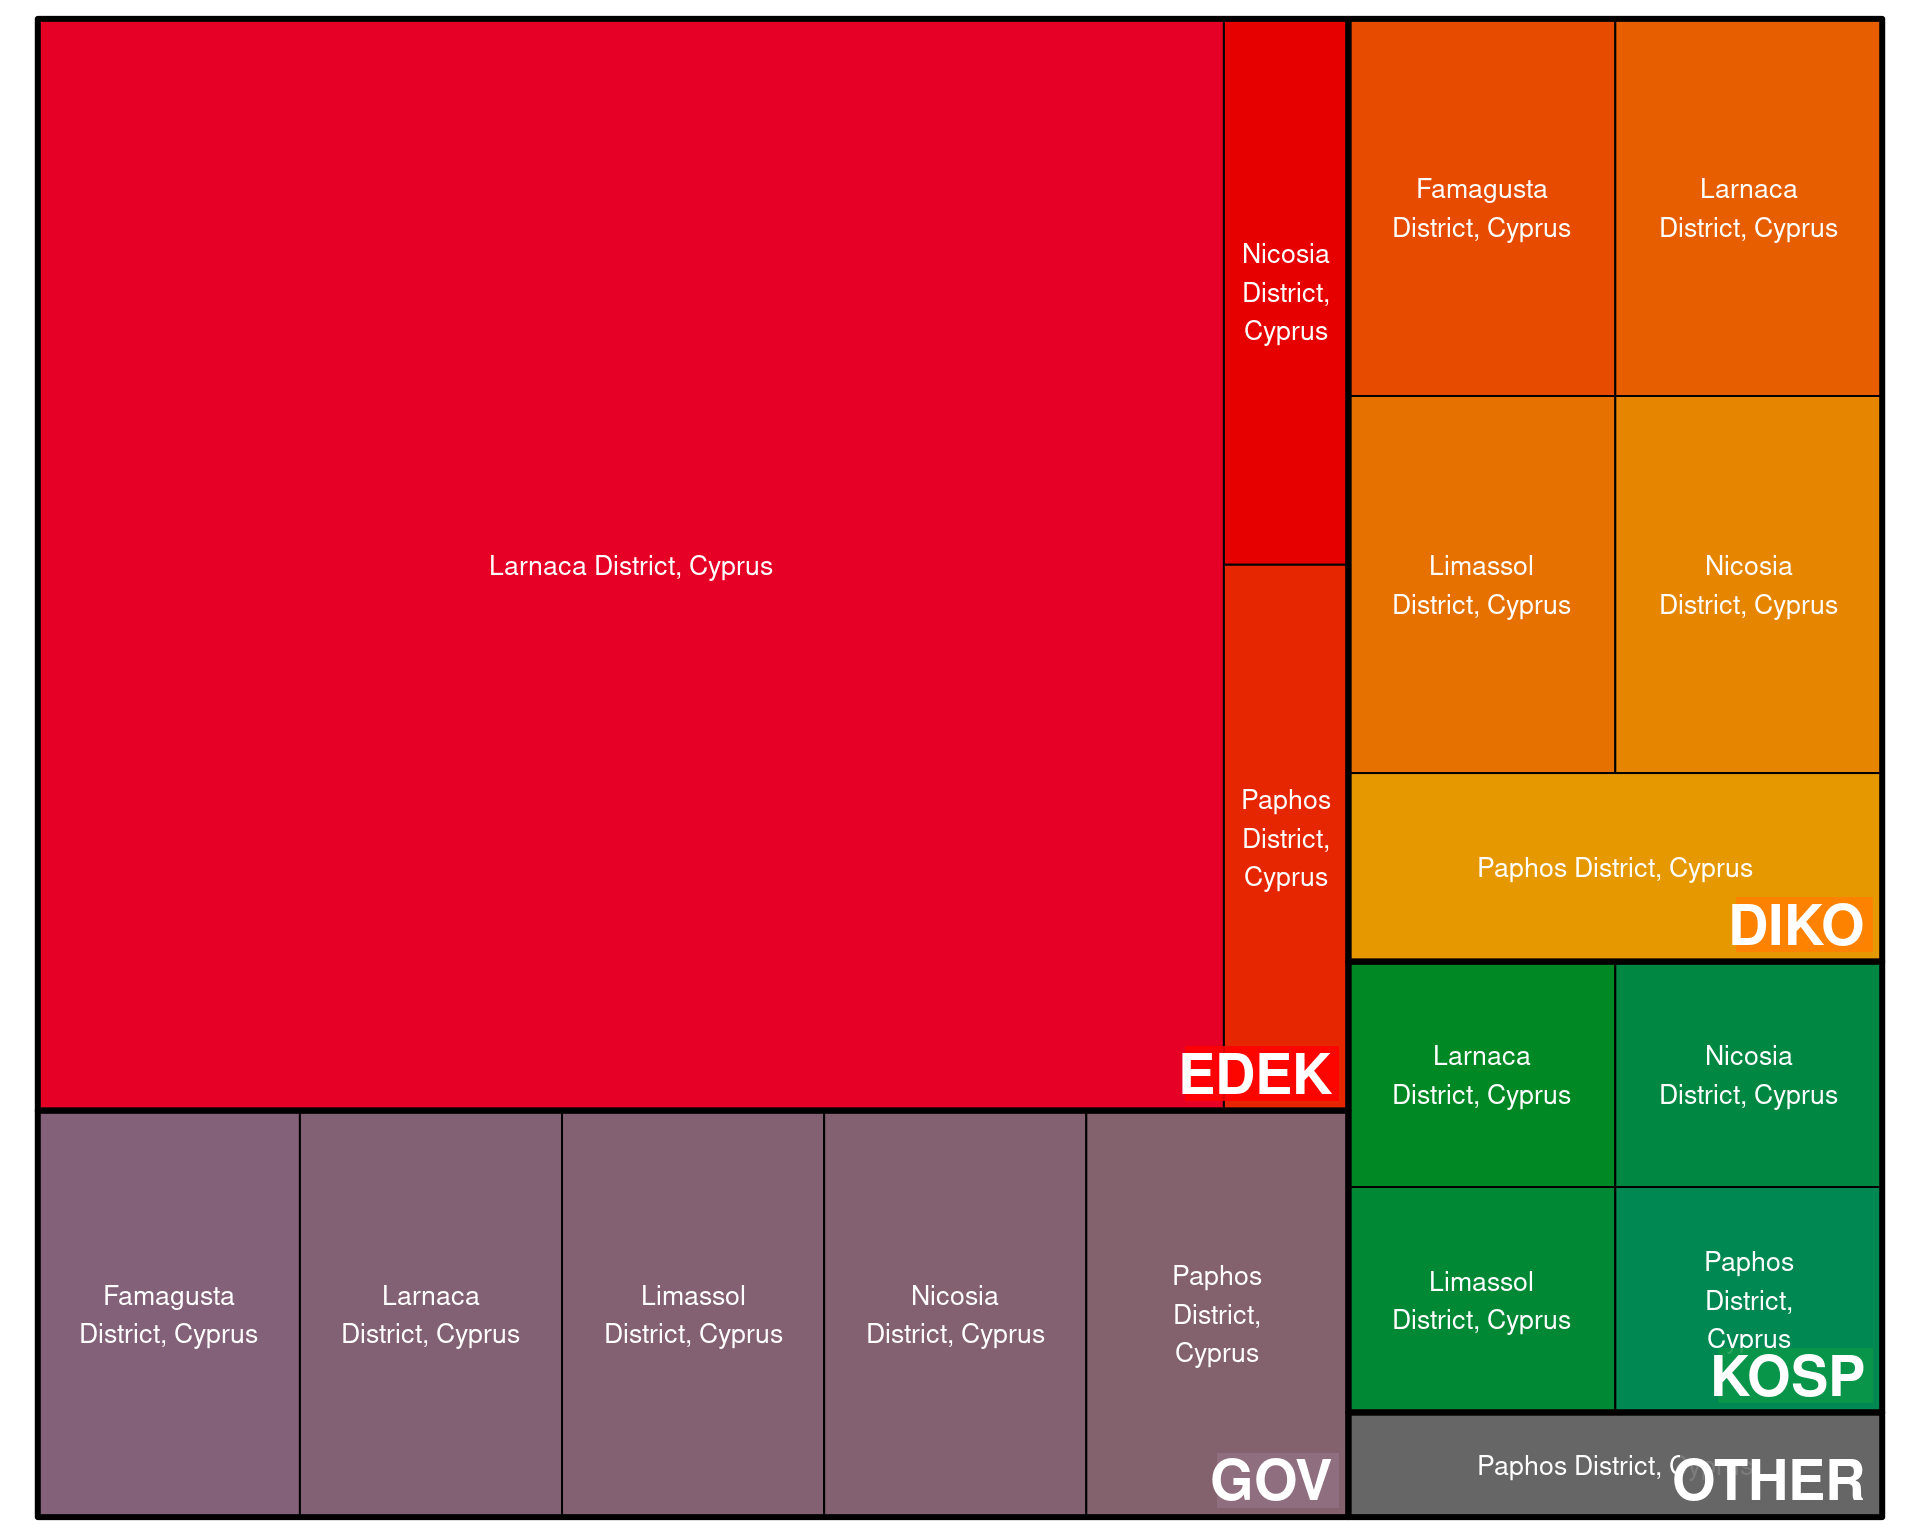 Larnaca District, Cyprus
Nicosia
District,
Cyprus
Paphos
District,
Cyprus
EDEK
Famagusta
District, Cyprus
Larnaca
District, Cyprus
Limassol
District, Cyprus
Nicosia
District, Cyprus
Paphos District, Cyprus
DIKO
Famagusta
District, Cyprus
Larnaca
District, Cyprus
Limassol
District, Cyprus
Nicosia
District, Cyprus
Paphos
District,
Cyprus
GOV
Larnaca
District, Cyprus
Nicosia
District, Cyprus
Limassol
District, Cyprus
Paphos
District,
Cyprus
KOSP
Paphos District, Cyprus
OTHER